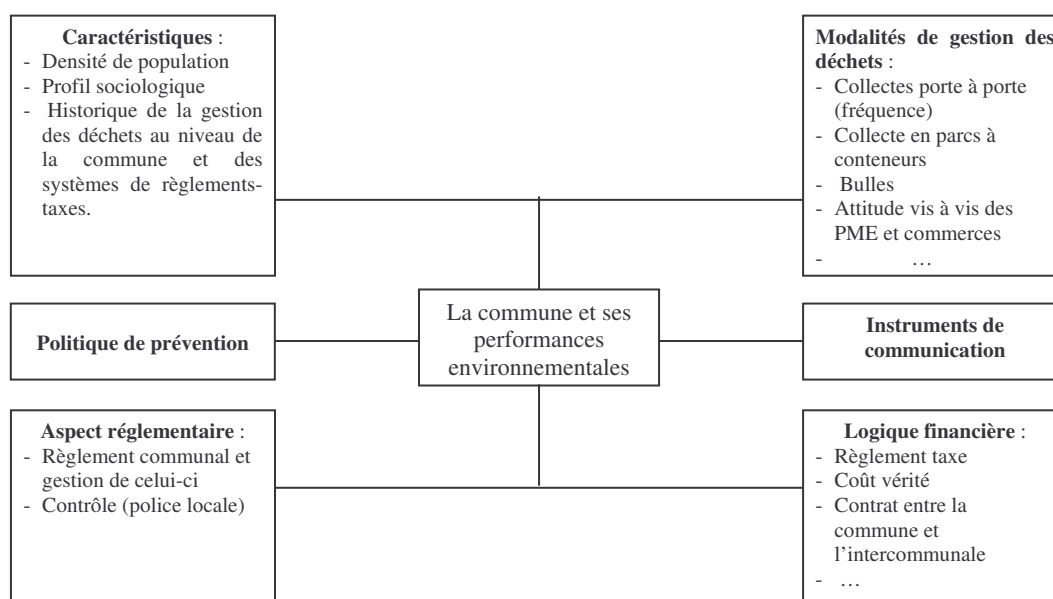 Caractéristiques :
- Densité de population
- Profil sociologique
- Historique de la gestion
des déchets au niveau de
la commune et des
systèmes de règlements-
taxes.
Modalités de gestion des
déchets :
- Collectes porte à porte
(fréquence)
- Collecte en parcs à
conteneurs
- Bulles
- Attitude vis à vis des
PME et commerces
- …
Politique de prévention
La commune et ses
performances
environnementales
Instruments de
communication
Aspect réglementaire :
- Règlement communal et
gestion de celui-ci
- Contrôle (police locale)
Logique financière :
- Règlement taxe
- Coût vérité
- Contrat entre la
commune et
l’intercommunale
- …